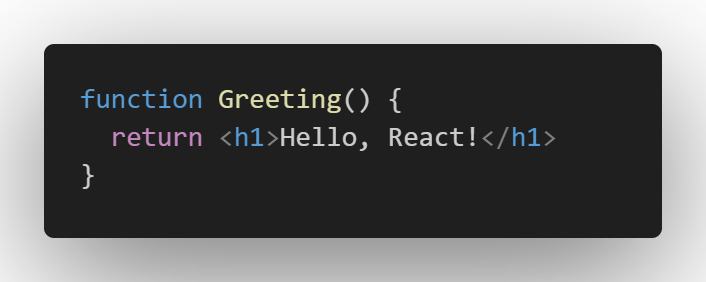 function Greeting() {
  return <h1>Hello, React!</h1>
}